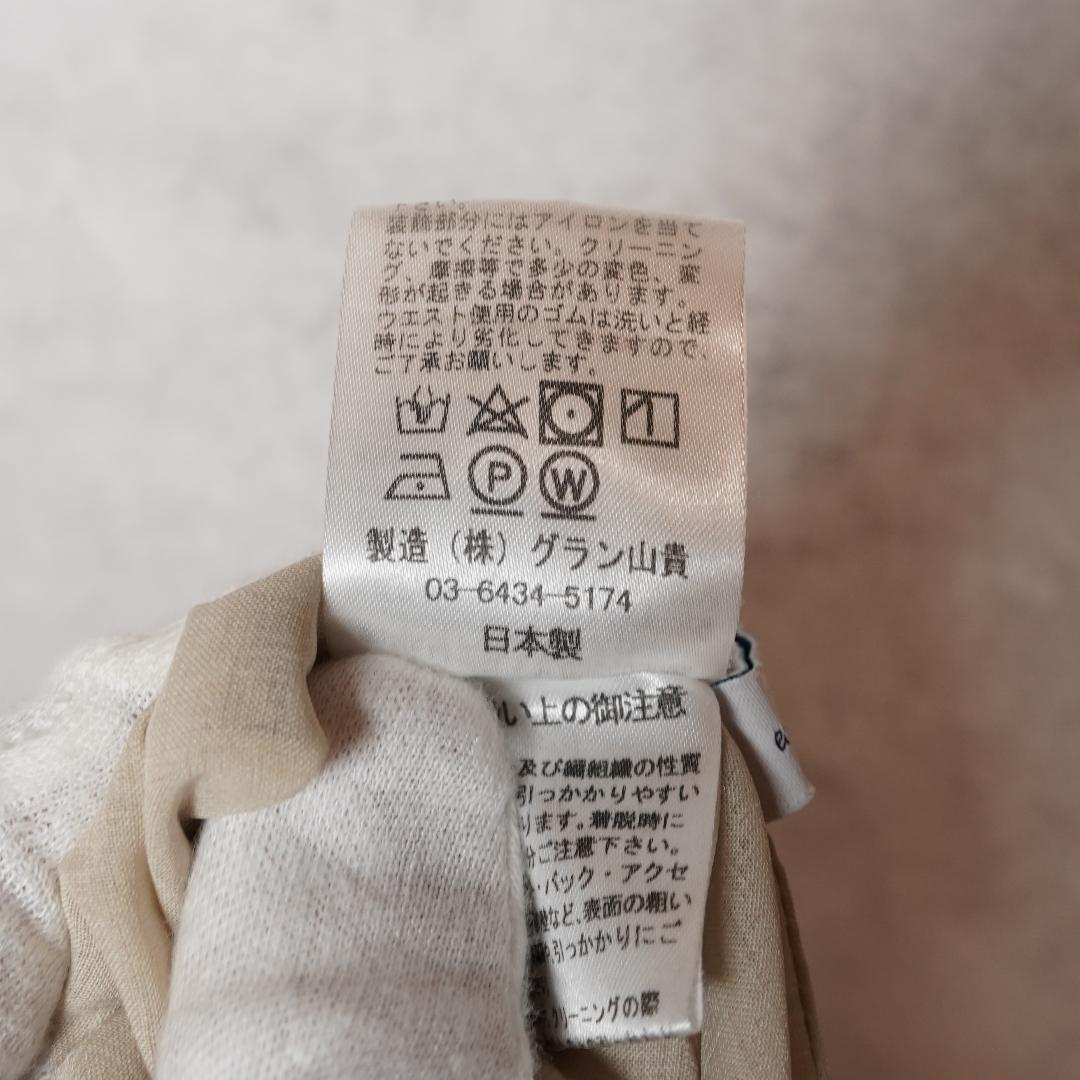 下さい。
装飾部分にはアイロンを当て
ないでください。クリーニン
グ、摩擦等で多少の変色、変
形が起きる場合があります。
ウエスト使用のゴムは洗いと経
時により劣化してきますので、
ご了承お願いします。
P W
製造（株）グラン山貴
03-6434-5174
日本製
い上の御注意
及び編組織の性質
引っかかりやすい
ります。着脱時に
ご注意下さい。
バック・アクセ
など、表面の粗い
引っかかりにご
クリーニングの際